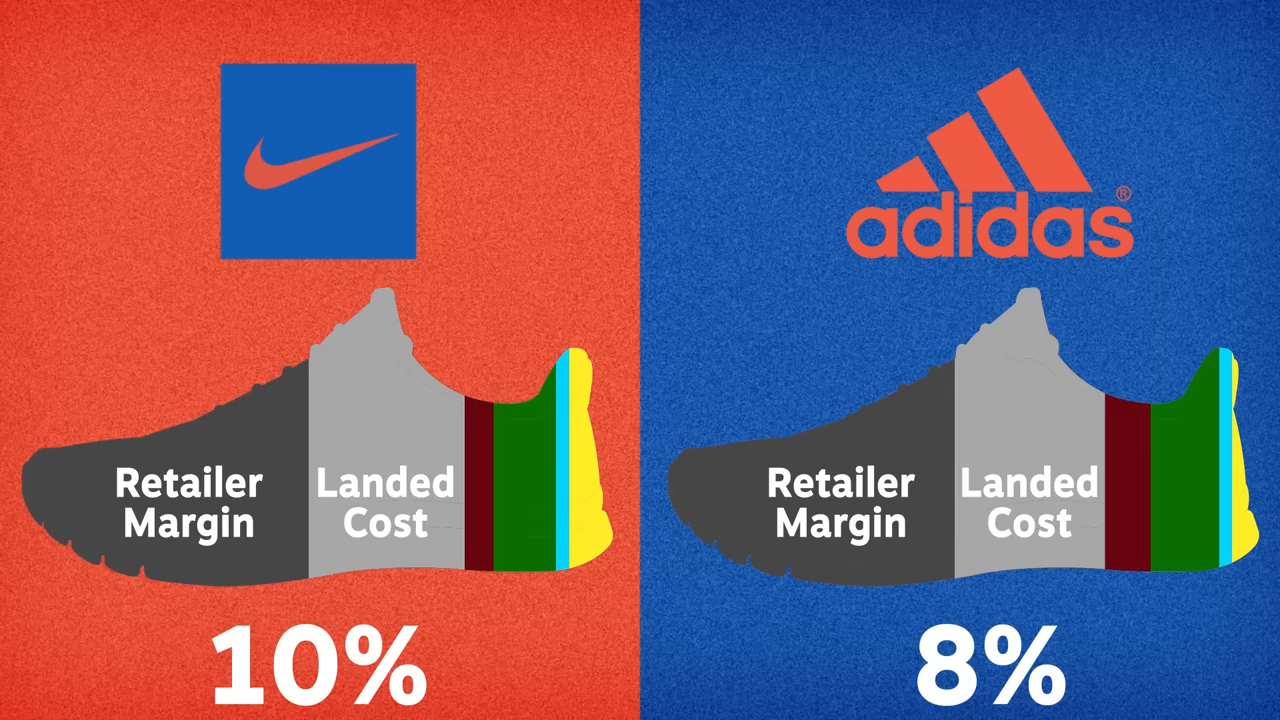 adidas®
Retailer
Margin
Landed
Cost
Retailer
Margin
Landed
Cost
10%
8%